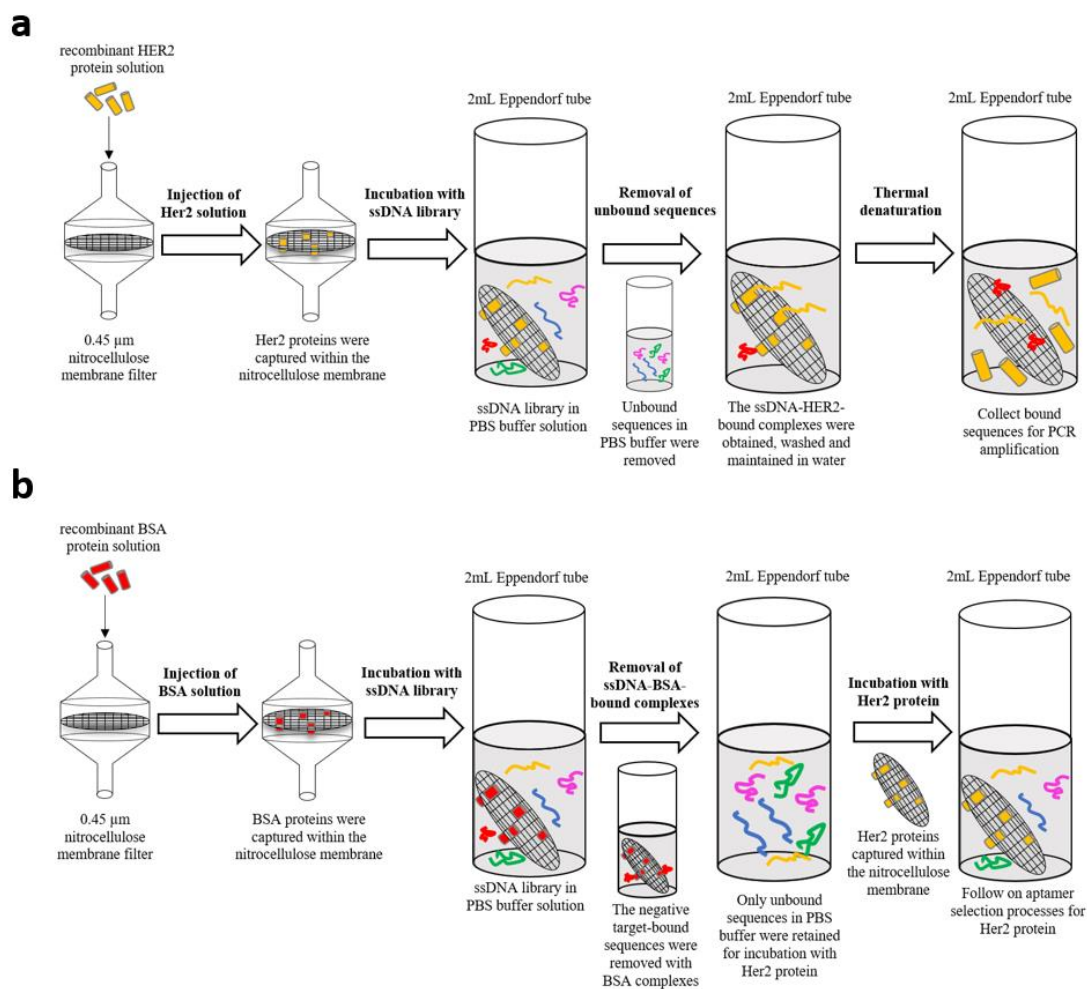 a
recombinant HER2
protein solution
0.45 µm
nitrocellulose
membrane filter
Injection of
Her2 solution
Her2 proteins were
captured within the
nitrocellulose membrane
Incubation with
ssDNA library
2mL Eppendorf tube
ssDNA library in
PBS buffer solution
Removal of
unbound sequences
Unbound
sequences in
PBS buffer were
removed
2mL Eppendorf tube
The ssDNA-HER2-
bound complexes were
obtained, washed and
maintained in water
Thermal
denaturation
2mL Eppendorf tube
Collect bound
sequences for PCR
amplification
b
recombinant BSA
protein solution
0.45 µm
nitrocellulose
membrane filter
Injection of
BSA solution
BSA proteins were
captured within the
nitrocellulose membrane
Incubation with
ssDNA library
2mL Eppendorf tube
ssDNA library in
PBS buffer solution
Removal of
ssDNA-BSA-
bound complexes
The negative
target-bound
sequences were
removed with
BSA complexes
2mL Eppendorf tube
Only unbound
sequences in PBS
buffer were retained
for incubation with
Her2 protein
Incubation with
Her2 protein
Her2 proteins
captured within
the nitrocellulose
membrane
2mL Eppendorf tube
Follow on aptamer
selection processes for
Her2 protein